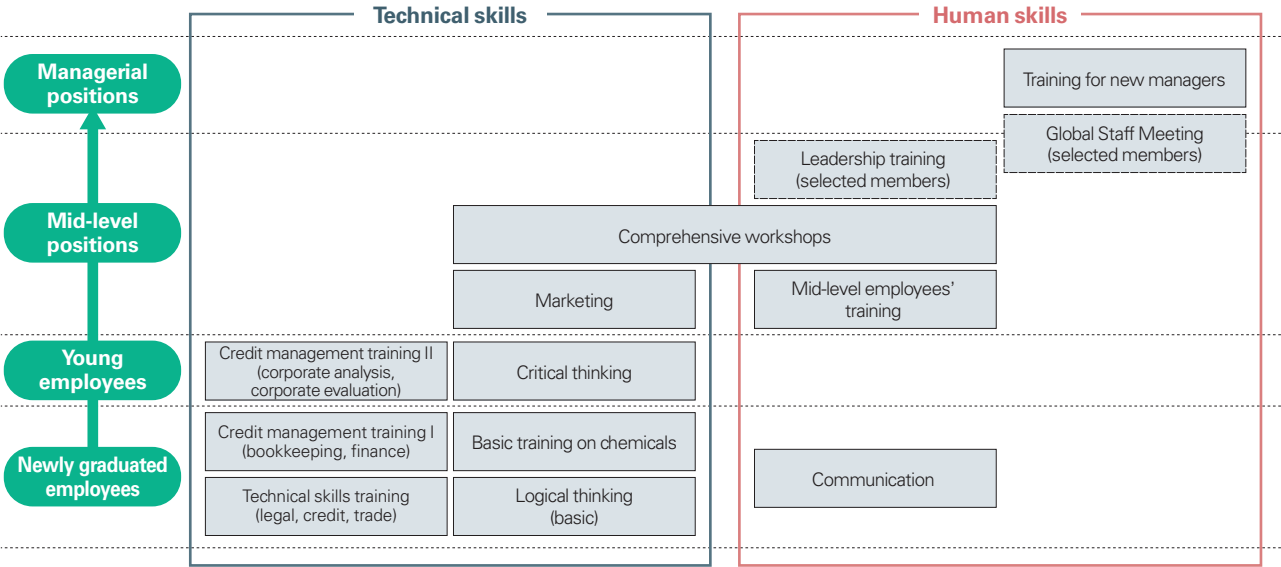 Technical skills
Human skills
Managerial
positions
Training for new managers
Global Staff Meeting
(selected members)
Leadership training
(selected members)
Mid-level
positions
Comprehensive workshops
Marketing
Mid-level employees’
training
Young
employees
Credit management training II
(corporate analysis,
corporate evaluation)
Critical thinking
Newly graduated
employees
Credit management training I
(bookkeeping, finance)
Basic training on chemicals
Communication
Technical skills training
(legal, credit, trade)
Logical thinking
(basic)